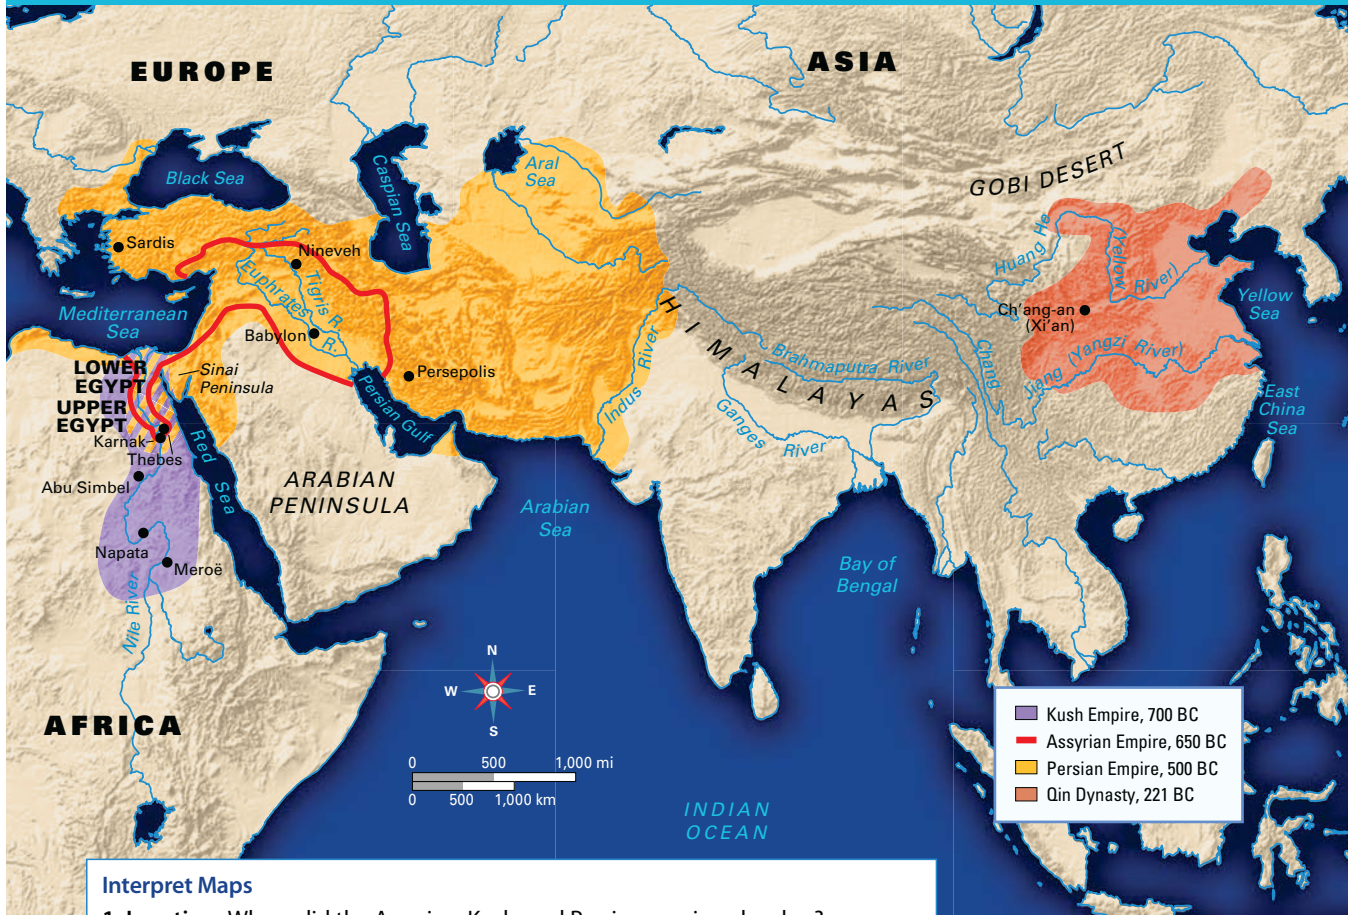 EUROPE
ASIA
Black Sea
Caspian Sea
Aral
Sea
GOBI DESERT
Sardis
Nineveh
Huang He
(Yellow
River)
Euphrates
R.
Tigris R.
Mediterranean
Sea
Babylon
Ch'ang-an
(Xi'an)
Yellow
Sea
HIMALAYAS
LOWER
EGYPT
Sinai
Peninsula
Persepolis
Brahmaputra River
Chang
Jiang (Yangzi River)
UPPER
EGYPT
Persian Gulf
Indus River
Ganges
River
East
China
Sea
Karnak
Thebes
Red Sea
Abu Simbel
ARABIAN
PENINSULA
Arabian
Sea
Napata
Meroë
Bay of
Bengal
Nile River
AFRICA
N
W
E
S
0 500 1,000 mi
0 500 1,000 km
INDIAN
OCEAN
Kush Empire, 700 BC
Assyrian Empire, 650 BC
Persian Empire, 500 BC
Qin Dynasty, 221 BC
Interpret Maps